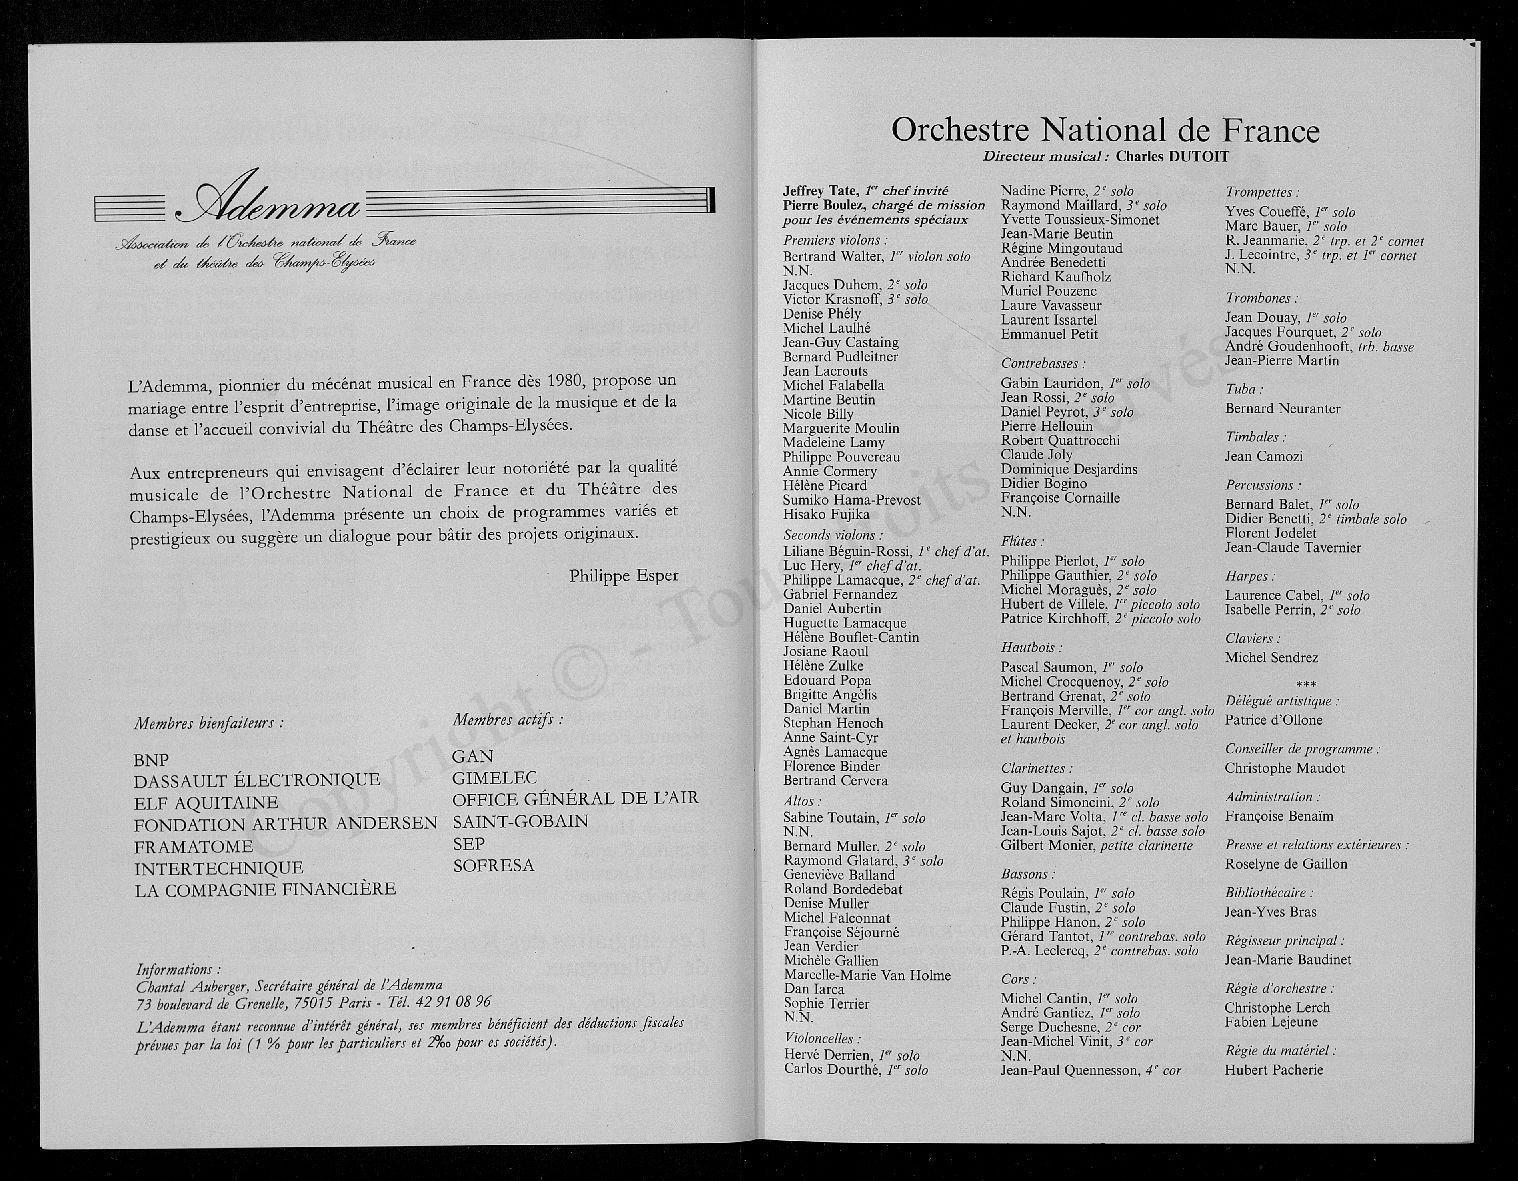 Ademma
Association de l'Orchestre national de France
et du théâtre des Champs-Elysées
L'Ademma, pionnier du mécénat musical en France dès 1980, propose un
mariage entre l'esprit d'entreprise, l'image originale de la musique et de la
danse et l'accueil convivial du Théâtre des Champs-Elysées.
Aux entrepreneurs qui envisagent d'éclairer leur notoriété par la qualité
musicale de l'Orchestre National de France et du Théâtre des
Champs-Elysées, l'Ademma présente un choix de programmes variés et
prestigieux ou suggère un dialogue pour bâtir des projets originaux.
Philippe Esper
Membres bienfaiteurs :
BNP
DASSAULT ÉLECTRONIQUE
ELF AQUITAINE
FONDATION ARTHUR ANDERSEN
FRAMATOME
INTERTECHNIQUE
LA COMPAGNIE FINANCIÈRE
Membres actifs :
GAN
GIMELEC
OFFICE GÉNÉRAL DE L'AIR
SAINT-GOBAIN
SEP
SOFRESA
Informations :
Chantal Auberger, Secrétaire général de l'Ademma
73 boulevard de Grenelle, 75015 Paris - Tél. 42 91 08 96
L'Ademma étant reconnue d'intérêt général, ses membres bénéficient des déductions fiscales
prévues par la loi (1 % pour les particuliers et 2‰ pour es sociétés).
Orchestre National de France
Directeur musical : Charles DUTOIT
Jeffrey Tate, 1er chef invité
Pierre Boulez, chargé de mission
pour les événements spéciaux
Premiers violons :
Bertrand Walter, 1er violon solo
N.N.
Jacques Duhem, 2e solo
Victor Krasnoff, 3e solo
Denise Phély
Michel Laulhé
Jean-Guy Castaing
Bernard Pudleitner
Jean Lacrouts
Michel Falabella
Martine Beutin
Nicole Billy
Marguerite Moulin
Madeleine Lamy
Philippe Pouvereau
Annie Cormery
Hélène Picard
Sumiko Hama-Prevost
Hisako Fujika
Seconds violons :
Liliane Béguin-Rossi, 1e chef d'at.
Luc Hery, 1er chef d'at.
Philippe Lamacque, 2e chef d'at.
Gabriel Fernandez
Daniel Aubertin
Huguette Lamacque
Hélène Bouflet-Cantin
Josiane Raoul
Hélène Zulke
Edouard Popa
Brigitte Angélis
Daniel Martin
Stephan Henoch
Anne Saint-Cyr
Agnès Lamacque
Florence Binder
Bertrand Cervera
Altos :
Sabine Toutain, 1er solo
N.N.
Bernard Muller, 2e solo
Raymond Glatard, 3e solo
Geneviève Balland
Roland Bordedebat
Denise Muller
Michel Falconnat
Françoise Séjourné
Jean Verdier
Michèle Gallien
Marcelle-Marie Van Holme
Dan Iarca
Sophie Terrier
N.N.
Violoncelles :
Hervé Derrien, 1er solo
Carlos Dourthé, 1er solo
Nadine Pierre, 2e solo
Raymond Maillard, 3e solo
Yvette Toussieux-Simonet
Jean-Marie Beutin
Régine Mingoutaud
Andrée Benedetti
Richard Kaufholz
Muriel Pouzenc
Laure Vavasseur
Laurent Issartel
Emmanuel Petit
Contrebasses :
Gabin Lauridon, 1er solo
Jean Rossi, 2e solo
Daniel Peyrot, 3e solo
Pierre Hellouin
Robert Quattrocchi
Claude Joly
Dominique Desjardins
Didier Bogino
Françoise Cornaille
N.N.
Flûtes :
Philippe Pierlot, 1er solo
Philippe Gauthier, 2e solo
Michel Moraguès, 2e solo
Hubert de Villele, 1er piccolo solo
Patrice Kirchhoff, 2e piccolo solo
Hautbois :
Pascal Saumon, 1er solo
Michel Crocquenoy, 2e solo
Bertrand Grenat, 2e solo
François Merville, 1er cor angl. solo
Laurent Decker, 2e cor angl. solo
et hautbois
Clarinettes :
Guy Dangain, 1er solo
Roland Simoncini, 2e solo
Jean-Marc Volta, 1re cl. basse solo
Jean-Louis Sajot, 2e cl. basse solo
Gilbert Monier, petite clarinette
Bassons :
Régis Poulain, 1er solo
Claude Fustin, 2e solo
Philippe Hanon, 2e solo
Gérard Tantot, 1re contrebas. solo
P.-A. Leclercq, 2e contrebas. solo
Cors :
Michel Cantin, 1er solo
André Gantiez, 1er solo
Serge Duchesne, 2e cor
Jean-Michel Vinit, 3e cor
N.N.
Jean-Paul Quennesson, 4e cor
Trompettes :
Yves Coueffé, 1er solo
Marc Bauer, 1er solo
R. Jeanmarie, 2e trp. et 2e cornet
J. Lecointre, 3e trp. et 1er cornet
N.N.
Trombones :
Jean Douay, 1er solo
Jacques Fourquet, 2e solo
André Goudenhooft, trb. basse
Jean-Pierre Martin
Tuba :
Bernard Neuranter
Timbales :
Jean Camozi
Percussions :
Bernard Balet, 1er solo
Didier Benetti, 2e timbale solo
Florent Jodelet
Jean-Claude Tavernier
Harpes :
Laurence Cabel, 1er solo
Isabelle Perrin, 2e solo
Claviers :
Michel Sendrez
***
Délégué artistique :
Patrice d'Ollone
Conseiller de programme :
Christophe Maudot
Administration :
Françoise Benaïm
Presse et relations extérieures :
Roselyne de Gaillon
Bibliothécaire :
Jean-Yves Bras
Régisseur principal :
Jean-Marie Baudinet
Régie d'orchestre :
Christophe Lerch
Fabien Lejeune
Régie du matériel :
Hubert Pacherie
Copyright © - Tous droits réservés